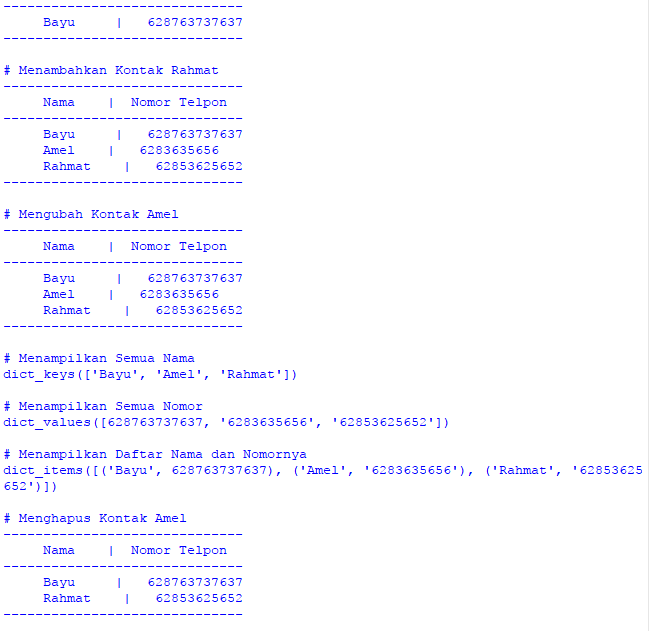 ------------------------------
     Bayu     |   628763737637
------------------------------
# Menambahkan Kontak Rahmat
------------------------------
     Nama    |  Nomor Telpon
------------------------------
     Bayu     |   628763737637
     Amel    |   6283635656
     Rahmat    |   62853625652
------------------------------
# Mengubah Kontak Amel
------------------------------
     Nama    |  Nomor Telpon
------------------------------
     Bayu     |   628763737637
     Amel    |   6283635656
     Rahmat    |   62853625652
------------------------------
# Menampilkan Semua Nama
dict_keys(['Bayu', 'Amel', 'Rahmat'])
# Menampilkan Semua Nomor
dict_values([628763737637, '6283635656', '62853625652'])
# Menampilkan Daftar Nama dan Nomornya
dict_items([('Bayu', 628763737637), ('Amel', '6283635656'), ('Rahmat', '62853625
652')])
# Menghapus Kontak Amel
------------------------------
     Nama    |  Nomor Telpon
------------------------------
     Bayu     |   628763737637
     Rahmat    |   62853625652
------------------------------